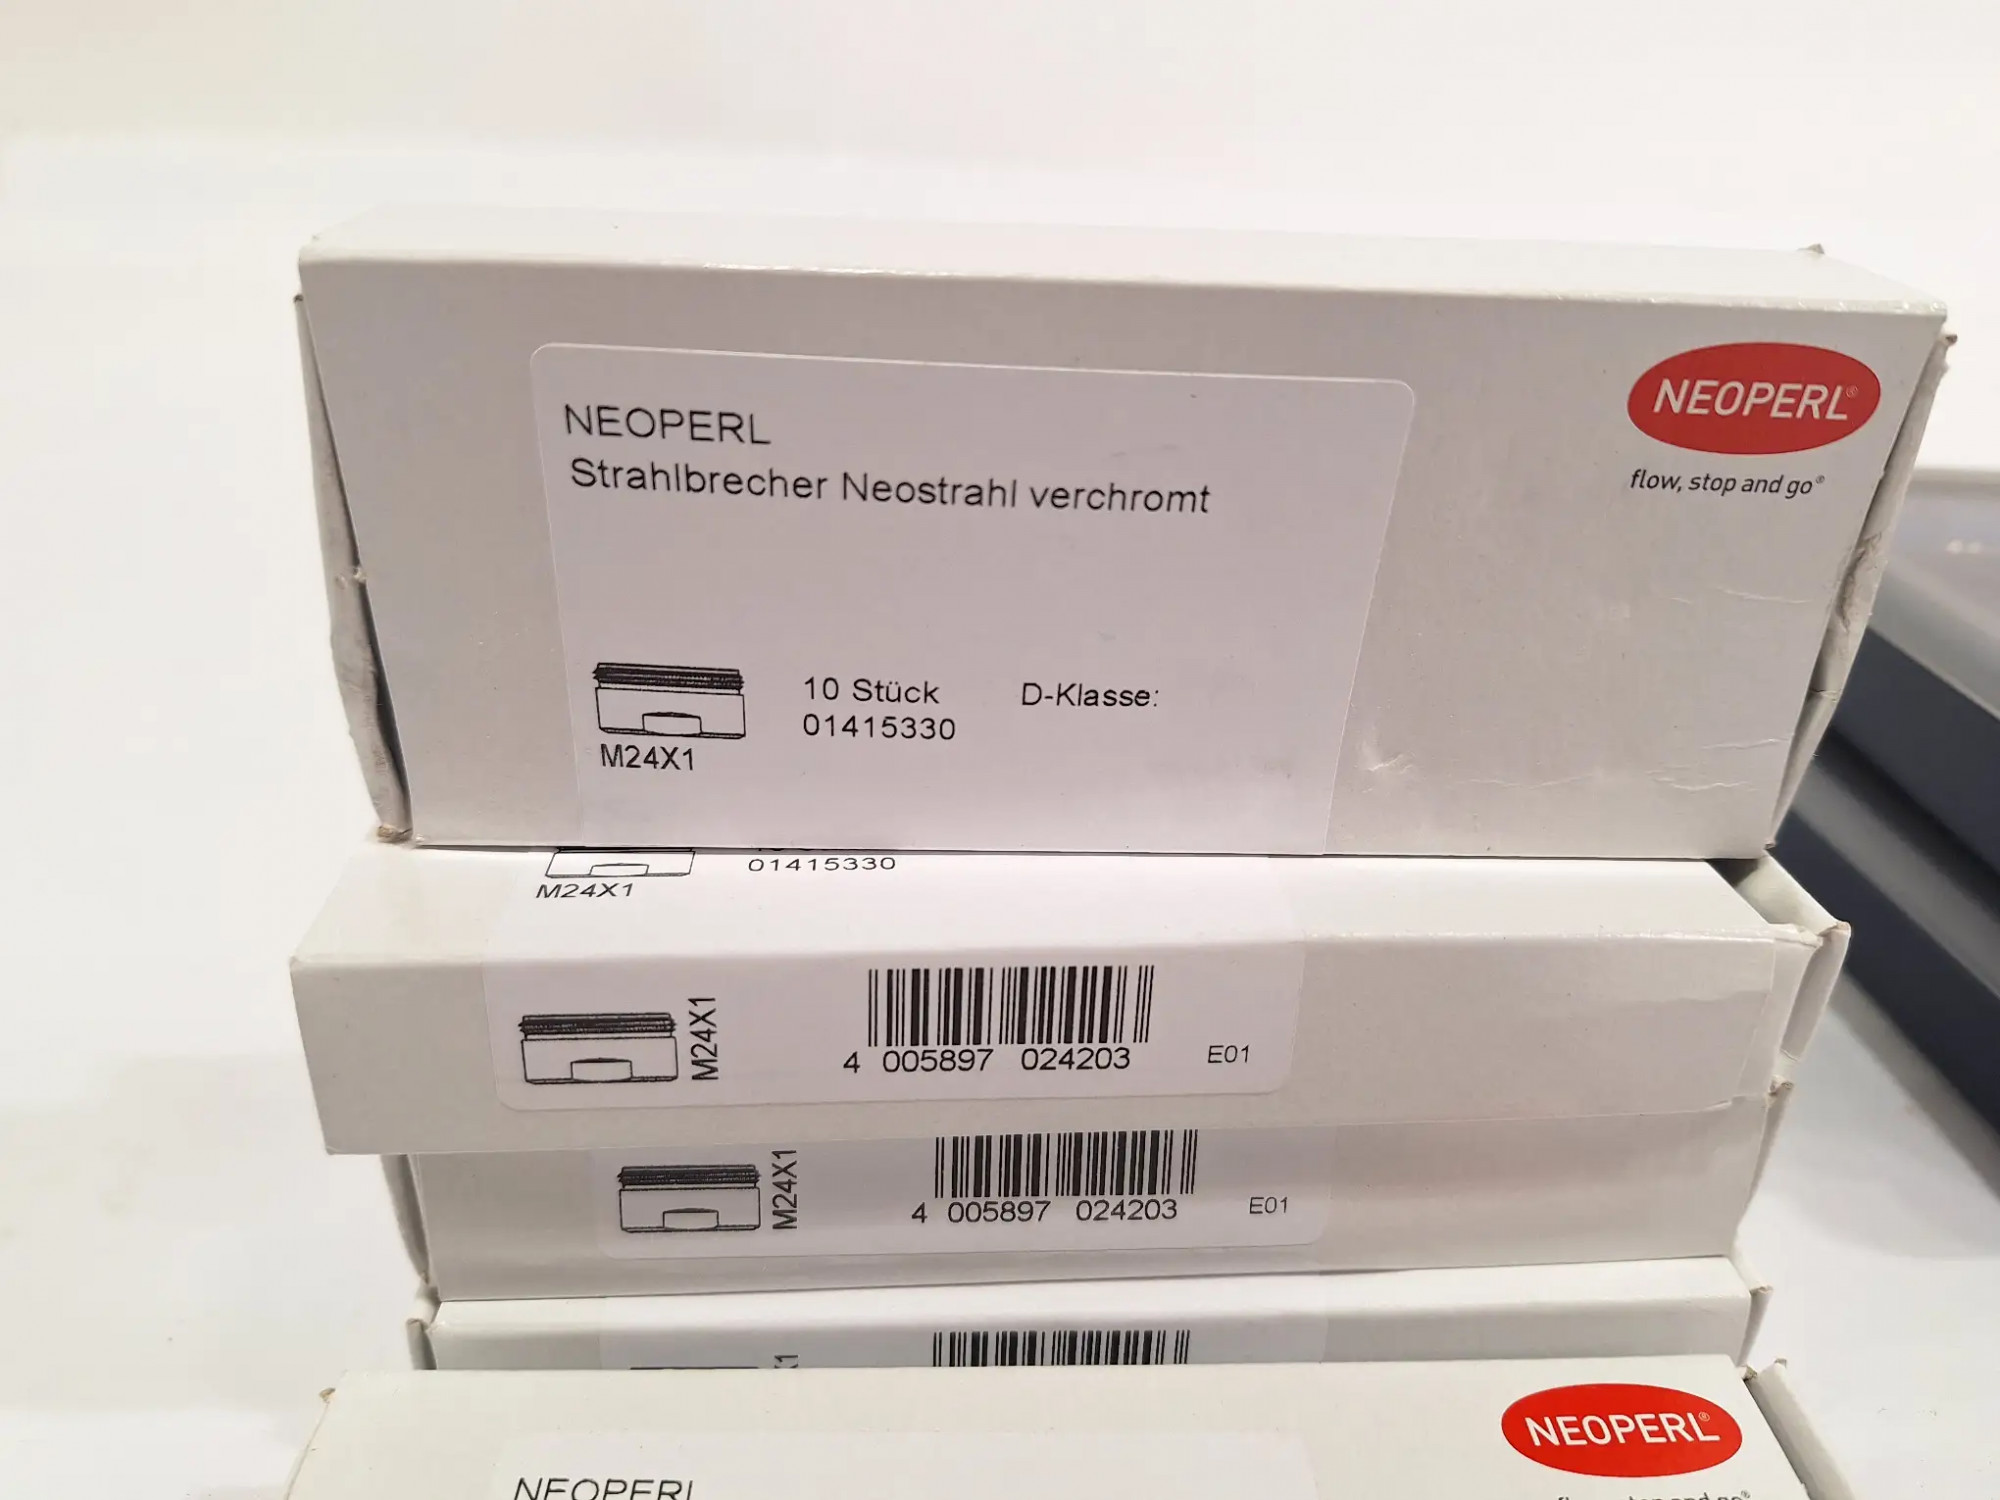 NEOPERL
Strahlbrecher Neostrahl verchromt
NEOPERL®
flow, stop and go®
10 Stück
D-Klasse:
01415330
M24X1
01415330
M24X1
M24X1
4 005897 024203
E01
M24X1
4 005897 024203
E01
X1
NEOPERL®
NEOPERL